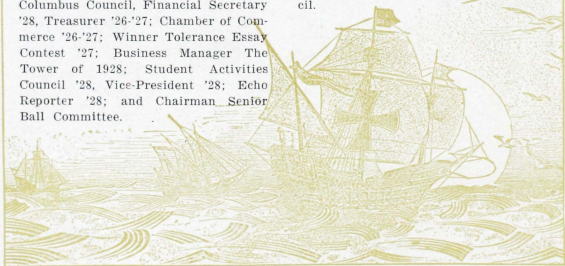 Columbus Council, Financial Secretary
'28, Treasurer '26-'27; Chamber of Com-
merce '26-'27; Winner Tolerance Essay
Contest '27; Business Manager The
Tower of 1928; Student Activities
Council '28, Vice-President '28; Echo
Reporter '28; and Chairman Senior
Ball Committee.
cil.